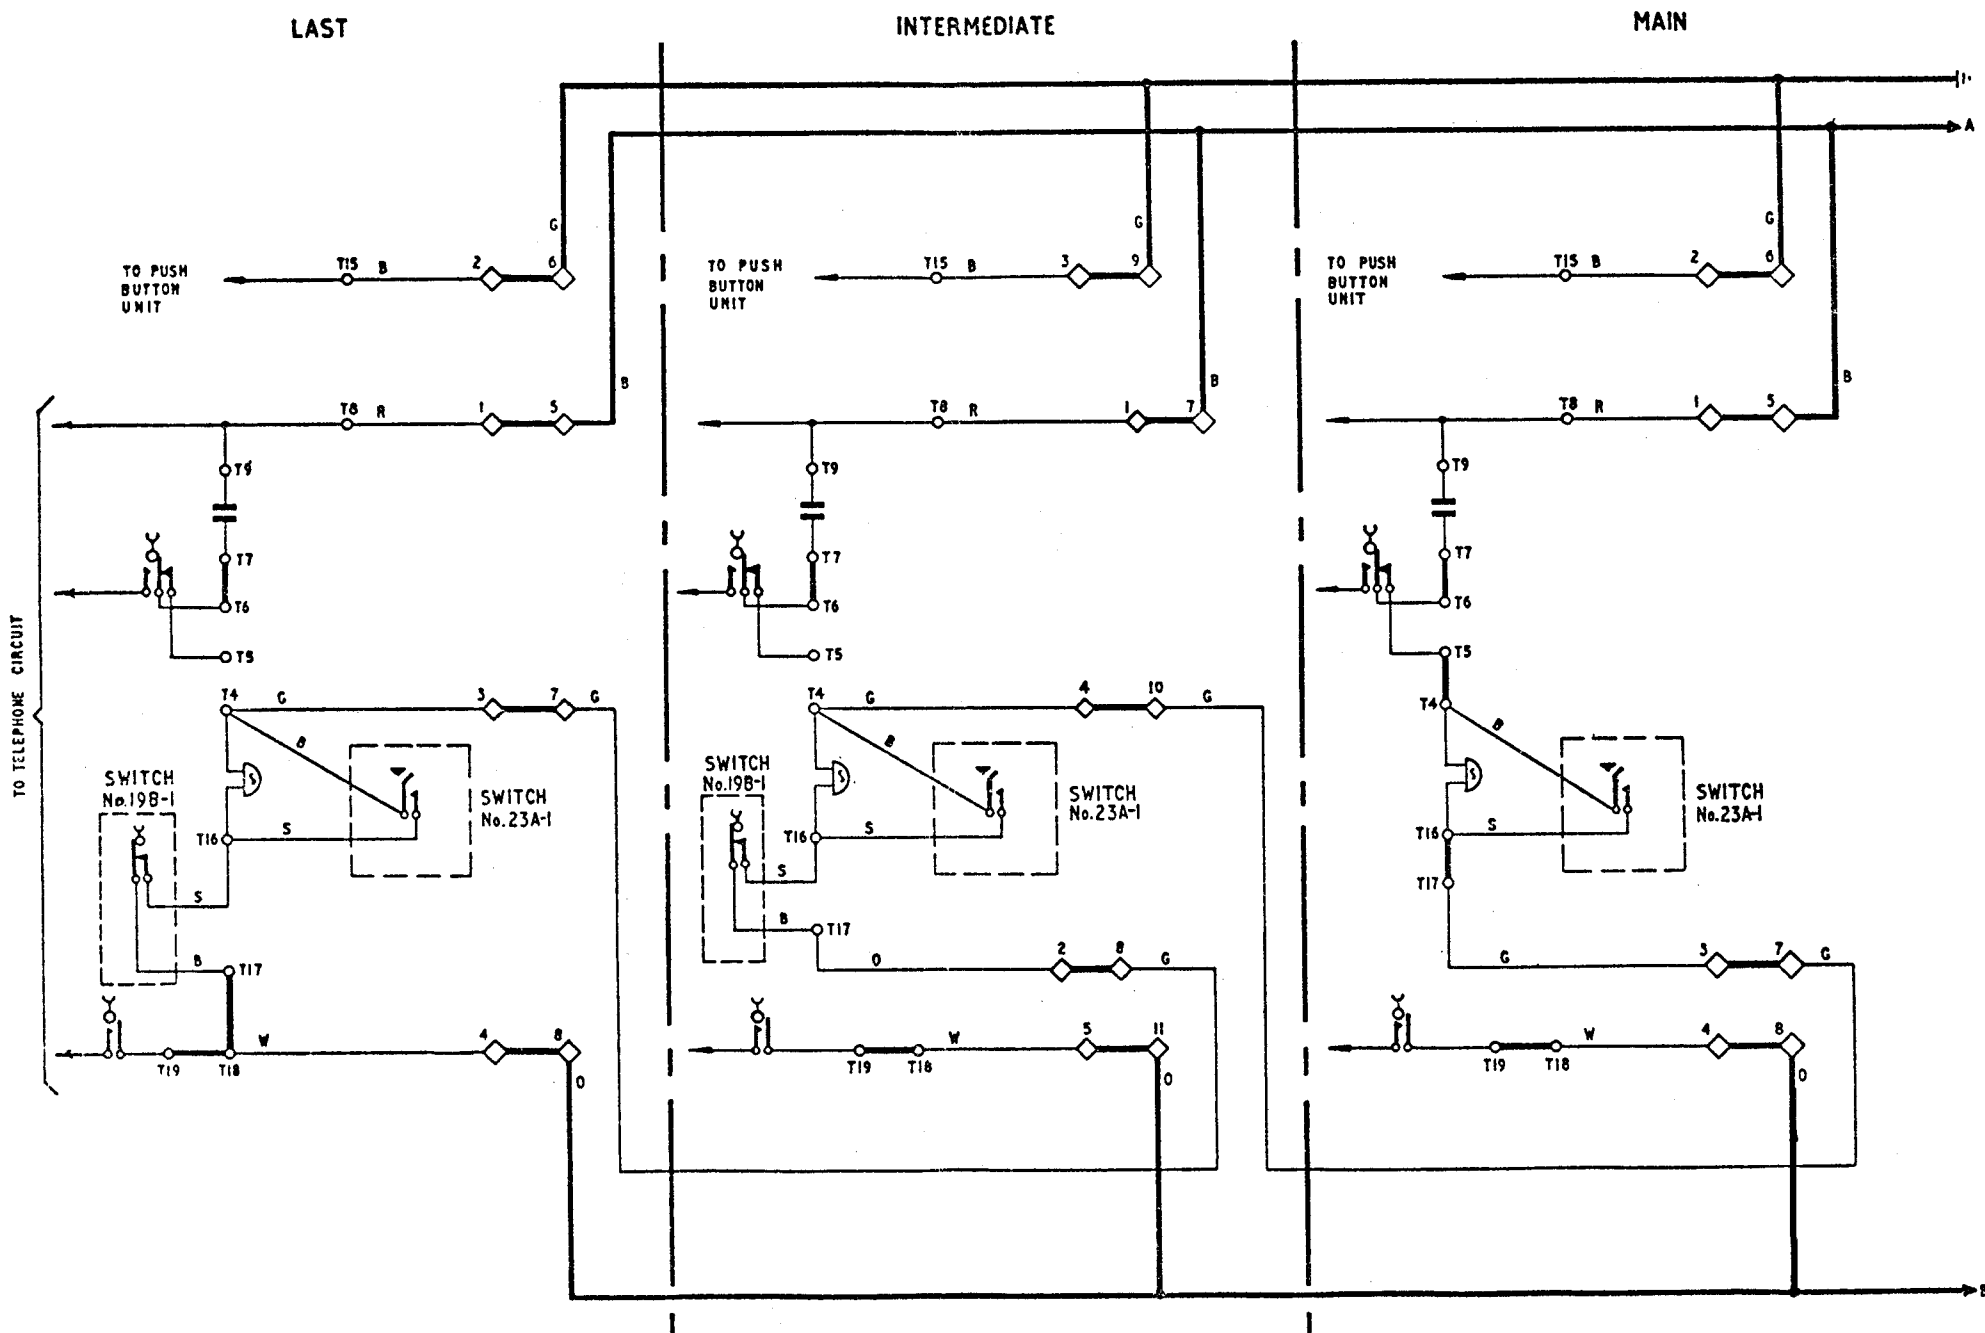 LAST
INTERMEDIATE
MAIN
A
G
G
G
TO PUSH
BUTTON
UNIT
T15 B 2 6
TO PUSH
BUTTON
UNIT
T15 B 3 9
TO PUSH
BUTTON
UNIT
T15 B 2 6
B
B
B
T8 R 1 5
T8 R 1 7
T8 R 1 5
T9
T9
T9
T7
T7
T7
T6
T6
T6
T5
T5
T5
TO TELEPHONE CIRCUIT
T4 G 3 7 G
T4 G 4 10 G
T4
B
B
B
S
S
S
SWITCH
No.19B-1
SWITCH
No.23A-1
SWITCH
No.19B-1
SWITCH
No.23A-1
SWITCH
No.23A-1
T16 S
T16 S
T16 S
S
S
T17
B T17
B T17
O 2 8 G
G 3 7 G
T19 T18 W 4 8
O
T19 T18 W 5 11
O
T19 T18 W 4 8
O